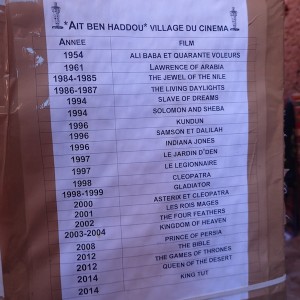 *AIT BEN HADDOU* VILLAGE DU CINEMA
ANNEE FILM
1954 ALI BABA ET QUARANTE VOLEURS
1961 LAWRENCE OF ARABIA
1984-1985 THE JEWEL OF THE NILE
1986-1987 THE LIVING DAYLIGHTS
1994 SLAVE OF DREAMS
1994 SOLOMON AND SHEBA
1996 KUNDUN
1996 SAMSON ET DALILAH
1996 INDIANA JONES
1997 LE JARDIN D'DEN
1997 LE LEGIONNAIRE
1998 CLEOPATRA
1998-1999 GLADIATOR
2000 ASTERIX ET CLEOPATRA
2001 LES ROIS MAGES
2002 THE FOUR FEATHERS
2003-2004 KINGDOM OF HEAVEN
2008 PRINCE OF PERSIA
2012 THE BIBLE
2012 THE GAMES OF THRONES
2014 QUEEN OF THE DESERT
2014 KING TUT